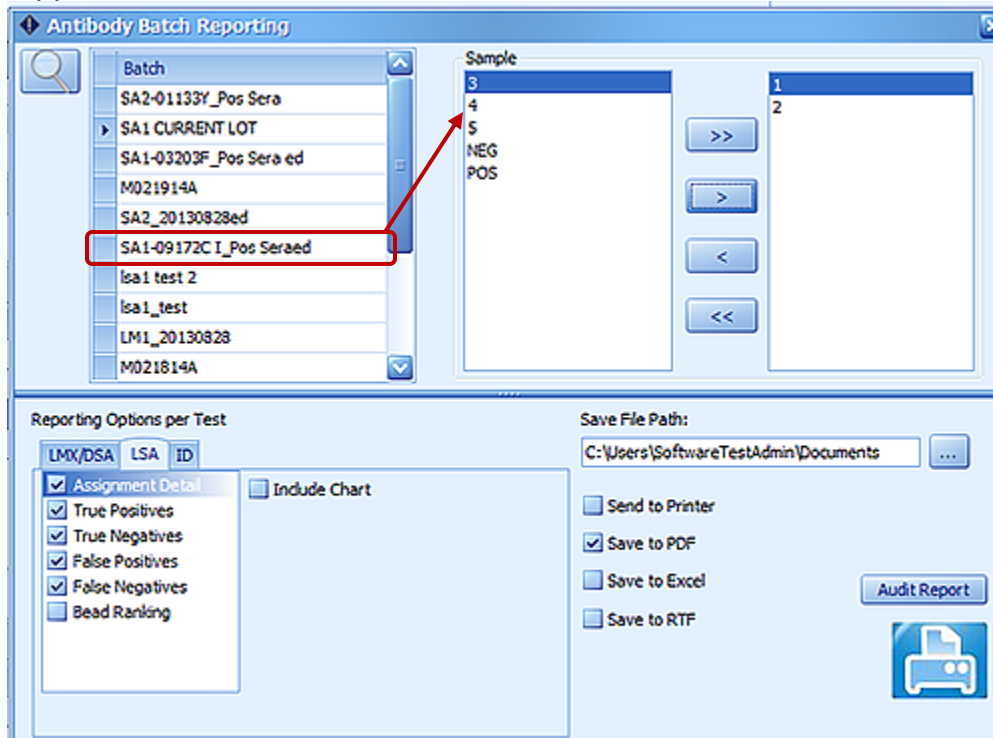 Antibody Batch Reporting
Batch
SA2-01133Y_Pos Sera
SA1 CURRENT LOT
SA1-03203F_Pos Sera ed
M021914A
SA2_20130828ed
SA1-09172C I_Pos Seraed
lsa1 test 2
lsa1_test
LM1_20130828
M021814A
Sample
3
4
5
NEG
POS
>>
>
<
<<
1
2
Reporting Options per Test
LMX/DSA LSA ID
Assignment Detail
True Positives
True Negatives
False Positives
False Negatives
Bead Ranking
Include Chart
Save File Path:
C:\Users\SoftwareTestAdmin\Documents
...
Send to Printer
Save to PDF
Save to Excel
Save to RTF
Audit Report